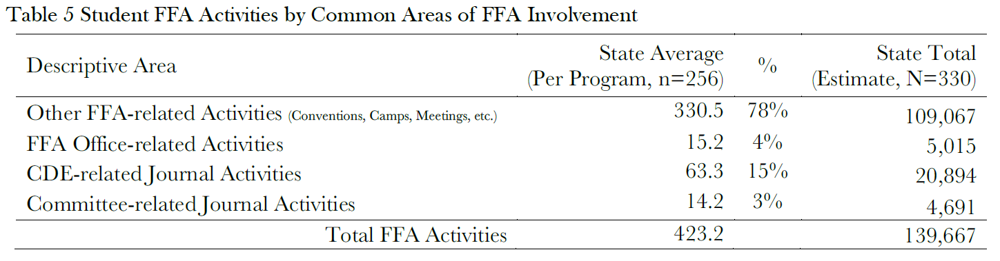 Table 5 Student FFA Activities by Common Areas of FFA Involvement
Descriptive Area State Average (Per Program, n=256) % State Total (Estimate, N=330)
Other FFA-related Activities (Conventions, Camps, Meetings, etc.) 330.5 78% 109,067
FFA Office-related Activities 15.2 4% 5,015
CDE-related Journal Activities 63.3 15% 20,894
Committee-related Journal Activities 14.2 3% 4,691
Total FFA Activities 423.2 139,667